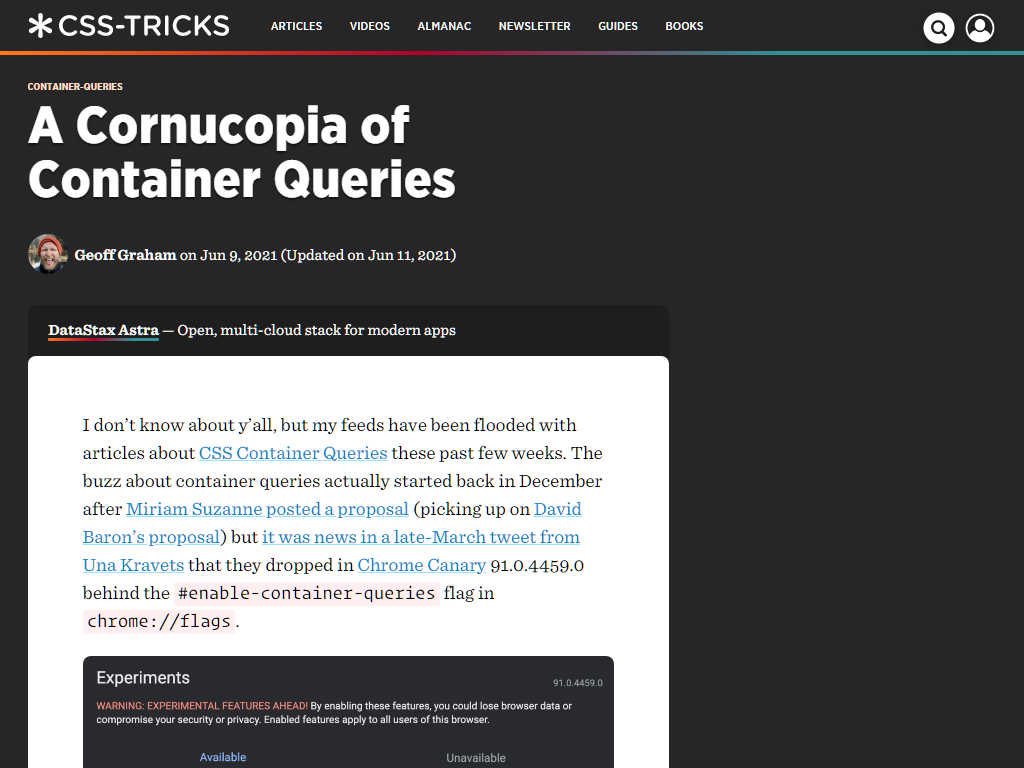 CSS-TRICKS
ARTICLES VIDEOS ALMANAC NEWSLETTER GUIDES BOOKS
CONTAINER-QUERIES
A Cornucopia of
Container Queries
Geoff Graham on Jun 9, 2021 (Updated on Jun 11, 2021)
DataStax Astra — Open, multi-cloud stack for modern apps
I don’t know about y’all, but my feeds have been flooded with
articles about CSS Container Queries these past few weeks. The
buzz about container queries actually started back in December
after Miriam Suzanne posted a proposal (picking up on David
Baron’s proposal) but it was news in a late-March tweet from
Una Kravets that they dropped in Chrome Canary 91.0.4459.0
behind the #enable-container-queries flag in
chrome://flags.
Experiments 91.0.4459.0
WARNING: EXPERIMENTAL FEATURES AHEAD! By enabling these features, you could lose browser data or
compromise your security or privacy. Enabled features apply to all users of this browser.
Available Unavailable